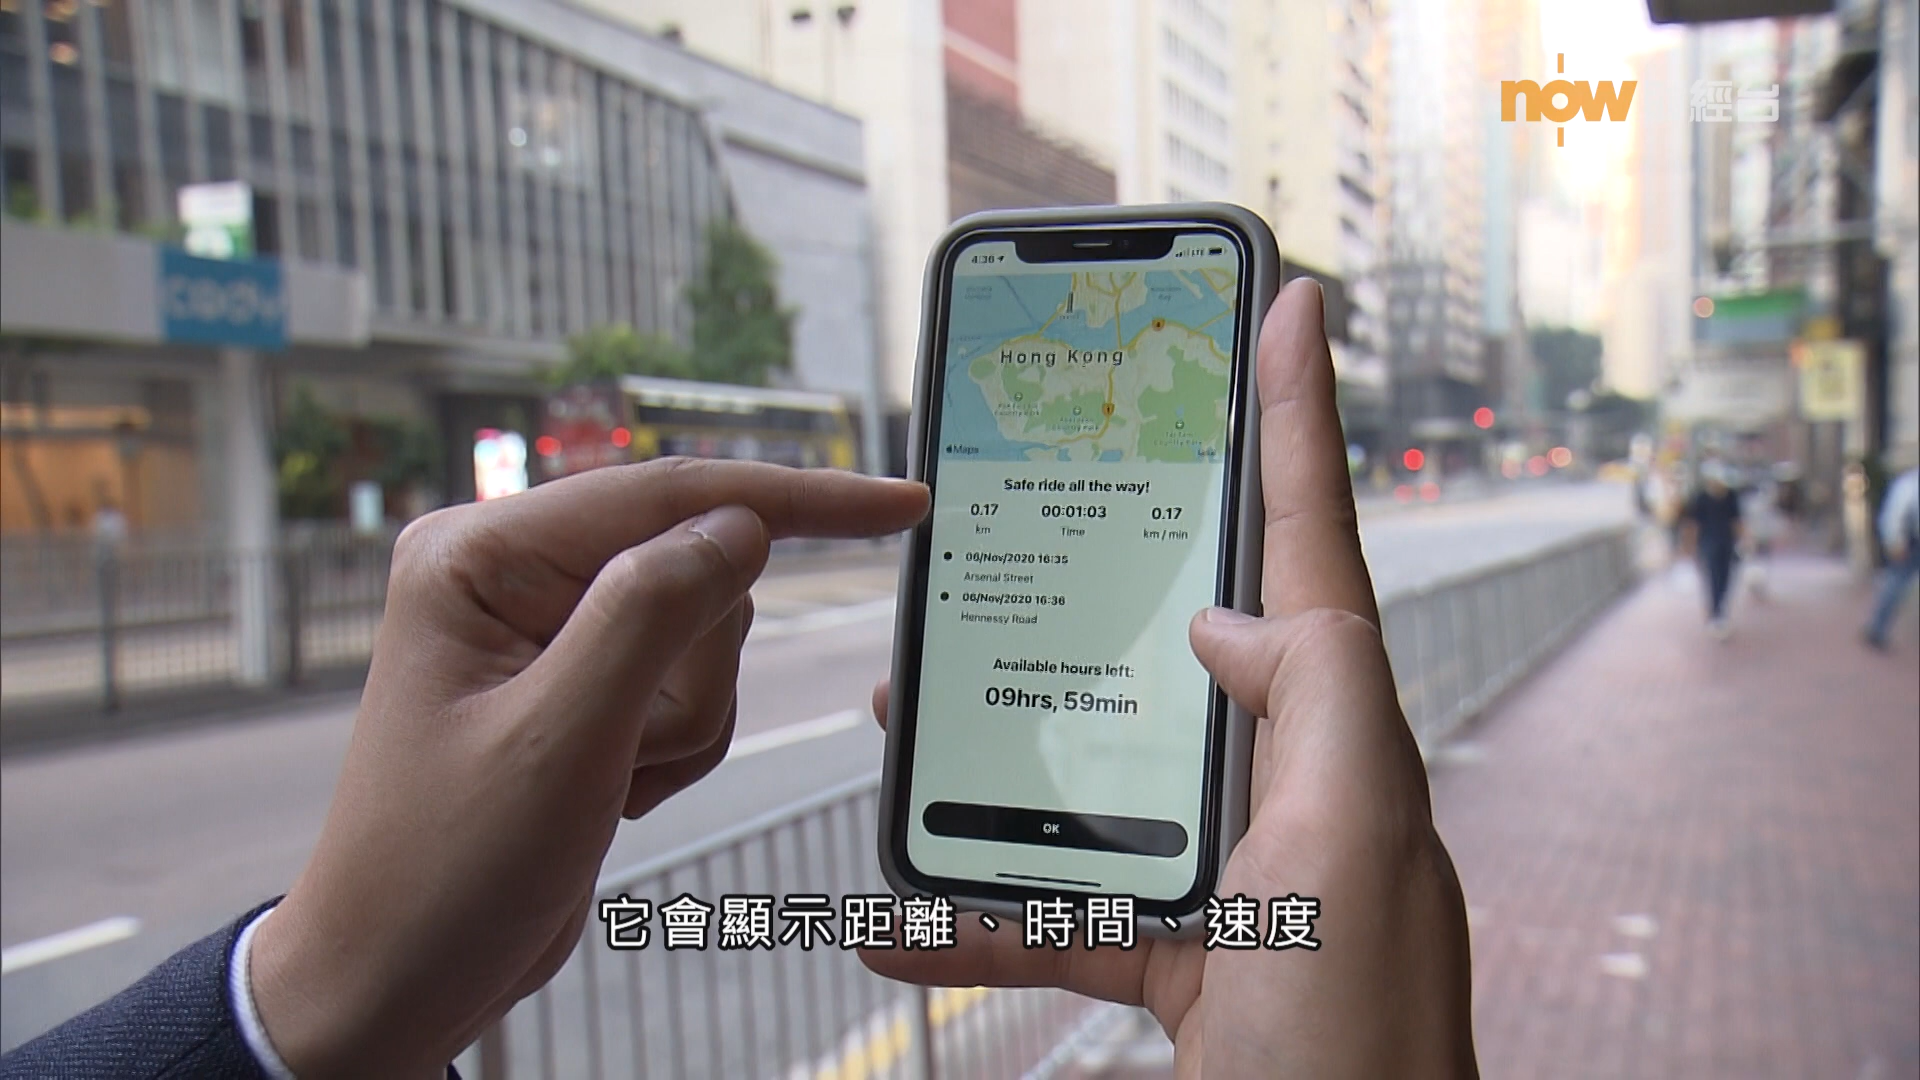 now 經台
4:36
LTE
Hong Kong
Maps
Safe ride all the way!
0.17 00:01:03 0.17
km Time km / min
06/Nov/2020 16:35
Arsenal Street
06/Nov/2020 16:36
Hennessy Road
Available hours left:
09hrs, 59min
OK
它會顯示距離、時間、速度